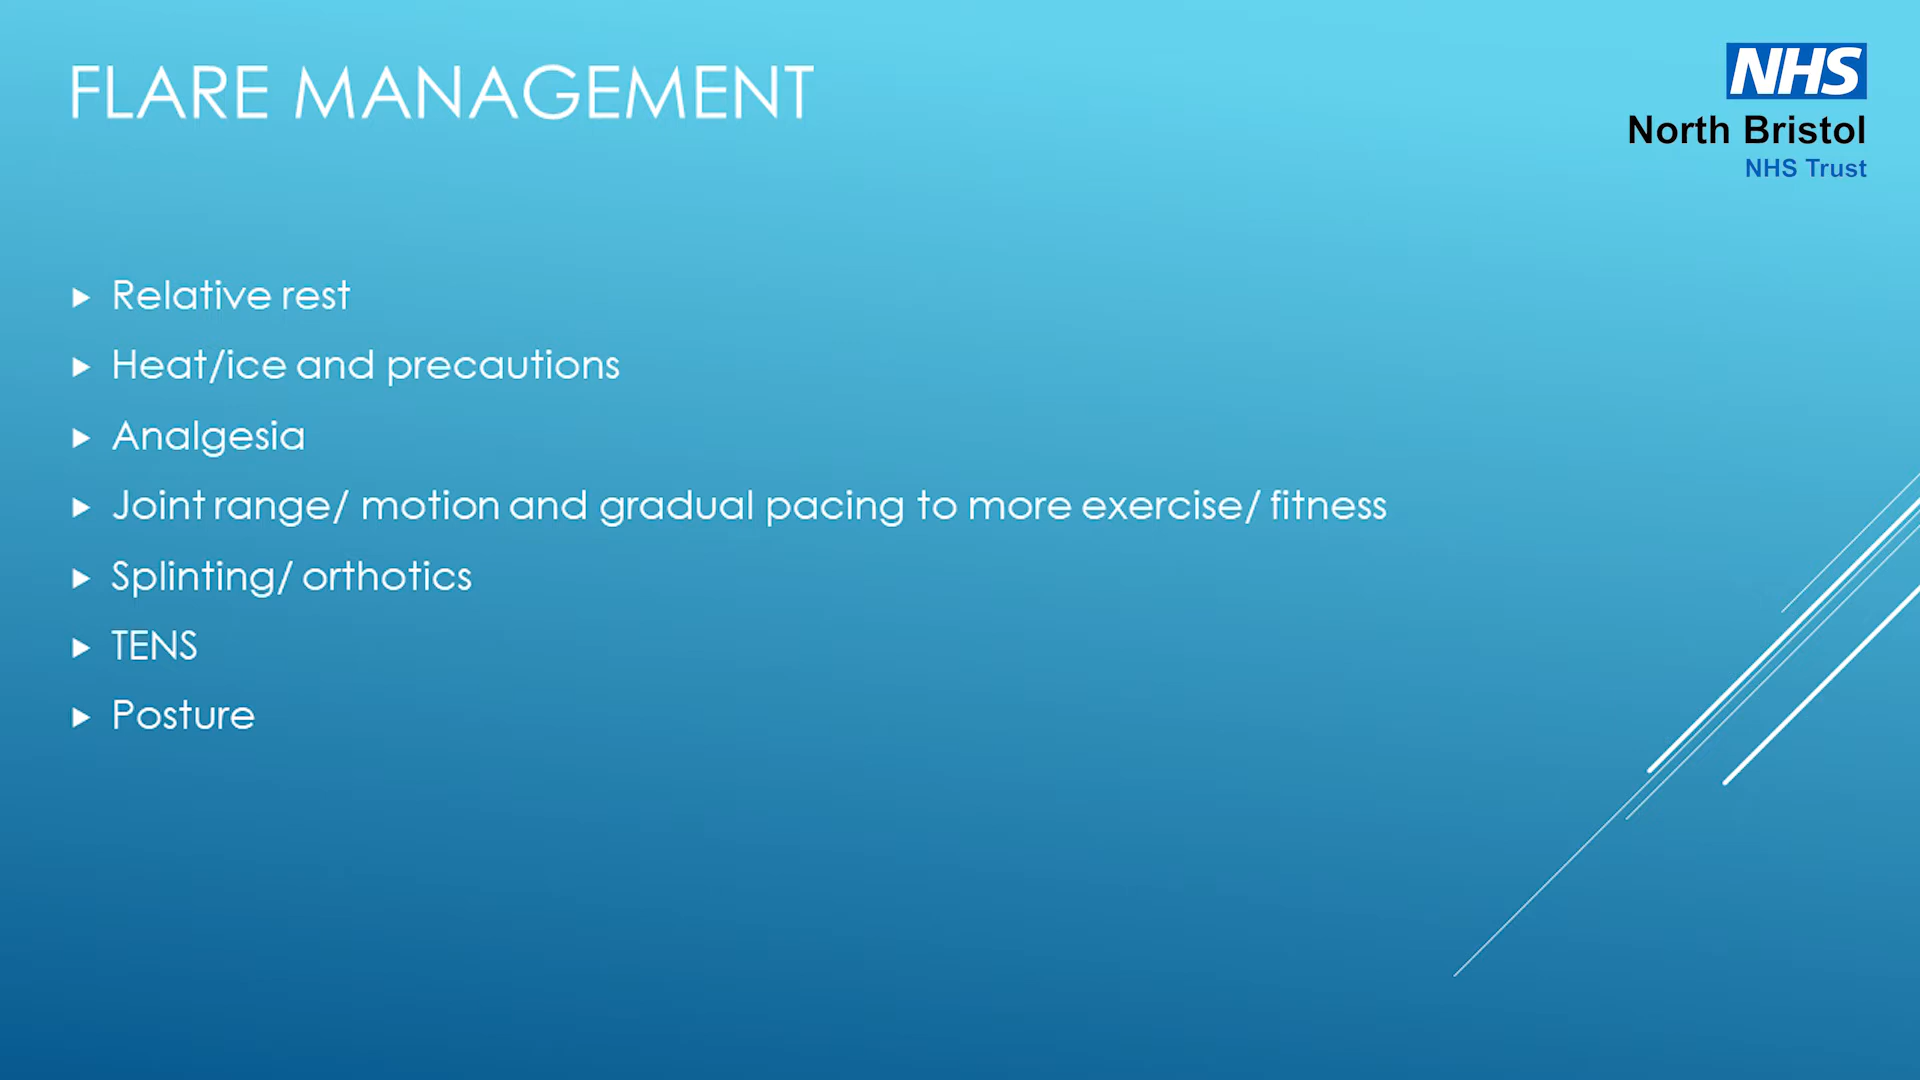 FLARE MANAGEMENT
NHS
North Bristol
NHS Trust
Relative rest
Heat/ice and precautions
Analgesia
Joint range/ motion and gradual pacing to more exercise/ fitness
Splinting/ orthotics
TENS
Posture